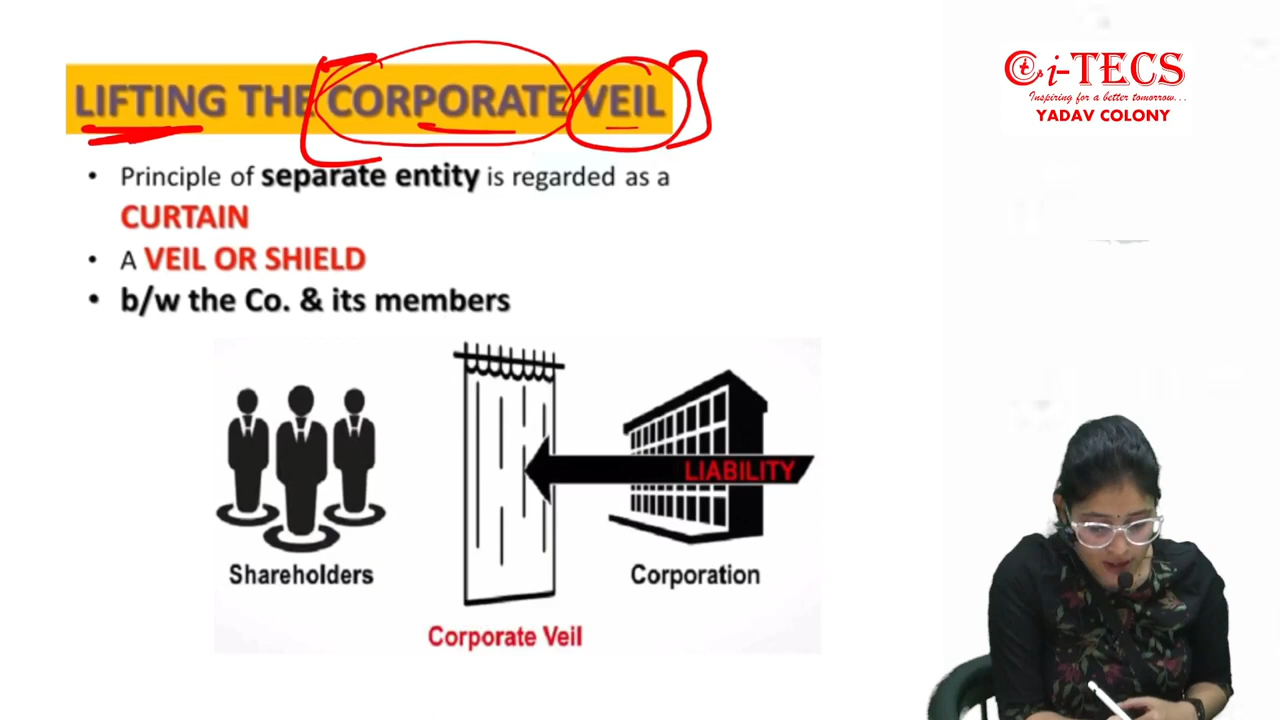 LIFTING THE CORPORATE VEIL
• Principle of separate entity is regarded as a
CURTAIN
• A VEIL OR SHIELD
• b/w the Co. & its members
LIABILITY
Shareholders
Corporation
Corporate Veil
i-TECS
Inspiring for a better tomorrow...
YADAV COLONY